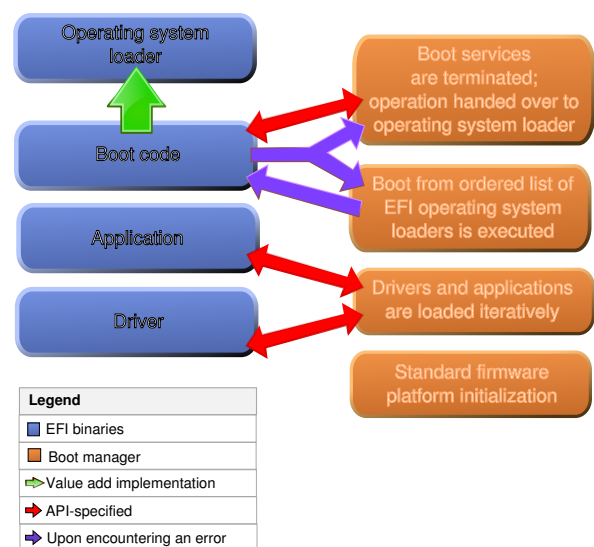 Operating system
loader
Boot code
Application
Driver
Boot services
are terminated;
operation handed over to
operating system loader
Boot from ordered list of
EFI operating system
loaders is executed
Drivers and applications
are loaded iteratively
Standard firmware
platform initialization
Legend
EFI binaries
Boot manager
Value add implementation
API-specified
Upon encountering an error